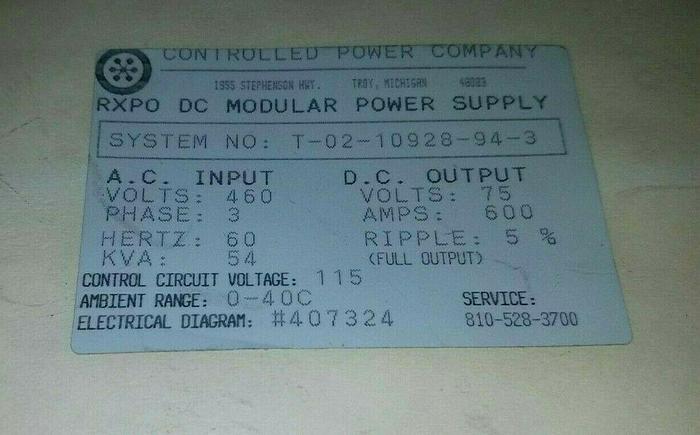 CONTROLLED POWER COMPANY
1955 STEPHENSON HWY. TROY, MICHIGAN 48083
RXPO DC MODULAR POWER SUPPLY
SYSTEM NO: T-02-10928-94-3
A.C. INPUT D.C. OUTPUT
VOLTS: 460 VOLTS: 75
PHASE: 3 AMPS: 600
HERTZ: 60 RIPPLE: 5 %
KVA: 54 (FULL OUTPUT)
CONTROL CIRCUIT VOLTAGE: 115
AMBIENT RANGE: 0-40C SERVICE:
ELECTRICAL DIAGRAM: #407324 810-528-3700